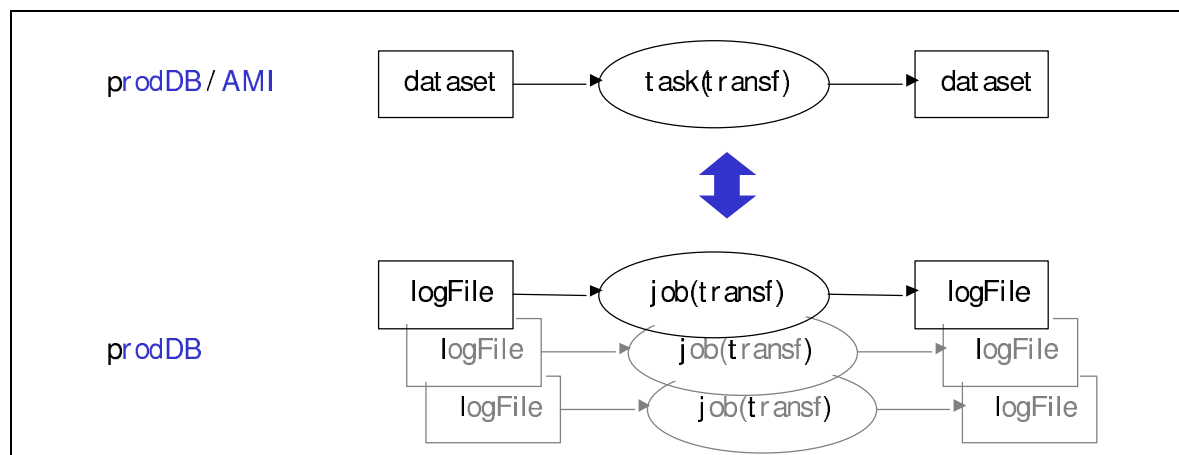 prodDB / AMI dataset task(transf) dataset
logFile job(transf) logFile
prodDB logFile job(transf) logFile
logFile job(transf) logFile